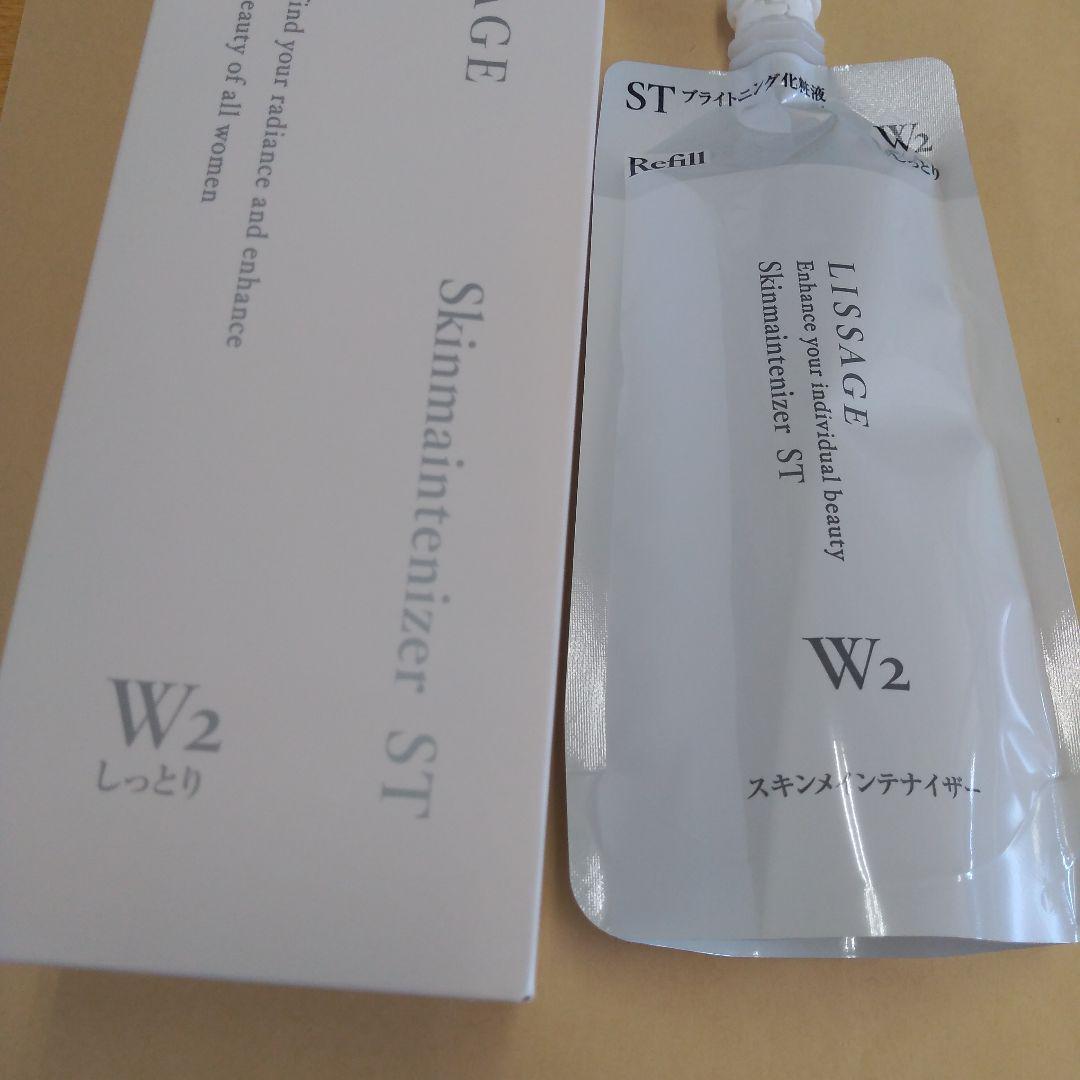 AGE
ind your radiance and enhance
eauty of all women
Skinmaintenizer ST
W2
しっとり
ST ブライトニング化粧液
Refill
W2
しっとり
LISSAGE
Enhance your individual beauty
Skinmaintenizer ST
W2
スキンメインテナイザー